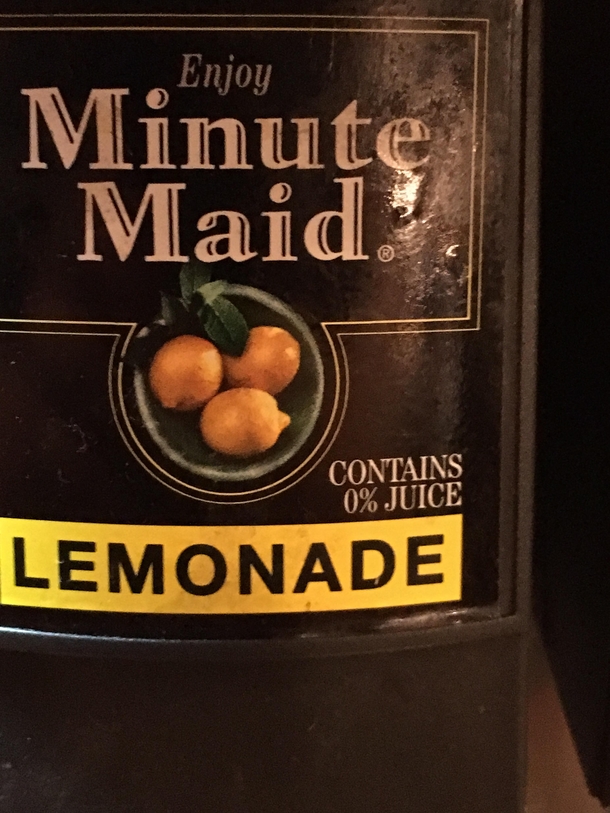 Enjoy
Minute
Maid®
CONTAINS
0% JUICE
LEMONADE